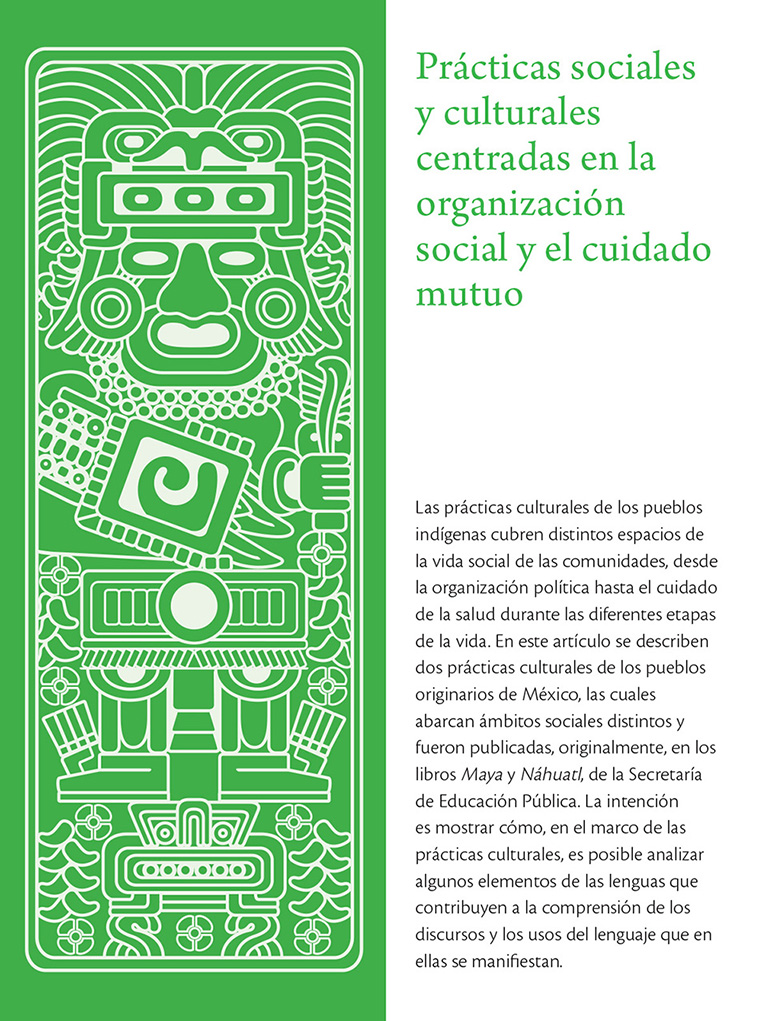 Prácticas sociales
y culturales
centradas en la
organización
social y el cuidado
mutuo
Las prácticas culturales de los pueblos
indígenas cubren distintos espacios de
la vida social de las comunidades, desde
la organización política hasta el cuidado
de la salud durante las diferentes etapas
de la vida. En este artículo se describen
dos prácticas culturales de los pueblos
originarios de México, las cuales
abarcan ámbitos sociales distintos y
fueron publicadas, originalmente, en los
libros Maya y Náhuatl, de la Secretaría
de Educación Pública. La intención
es mostrar cómo, en el marco de las
prácticas culturales, es posible analizar
algunos elementos de las lenguas que
contribuyen a la comprensión de los
discursos y los usos del lenguaje que en
ellas se manifiestan.